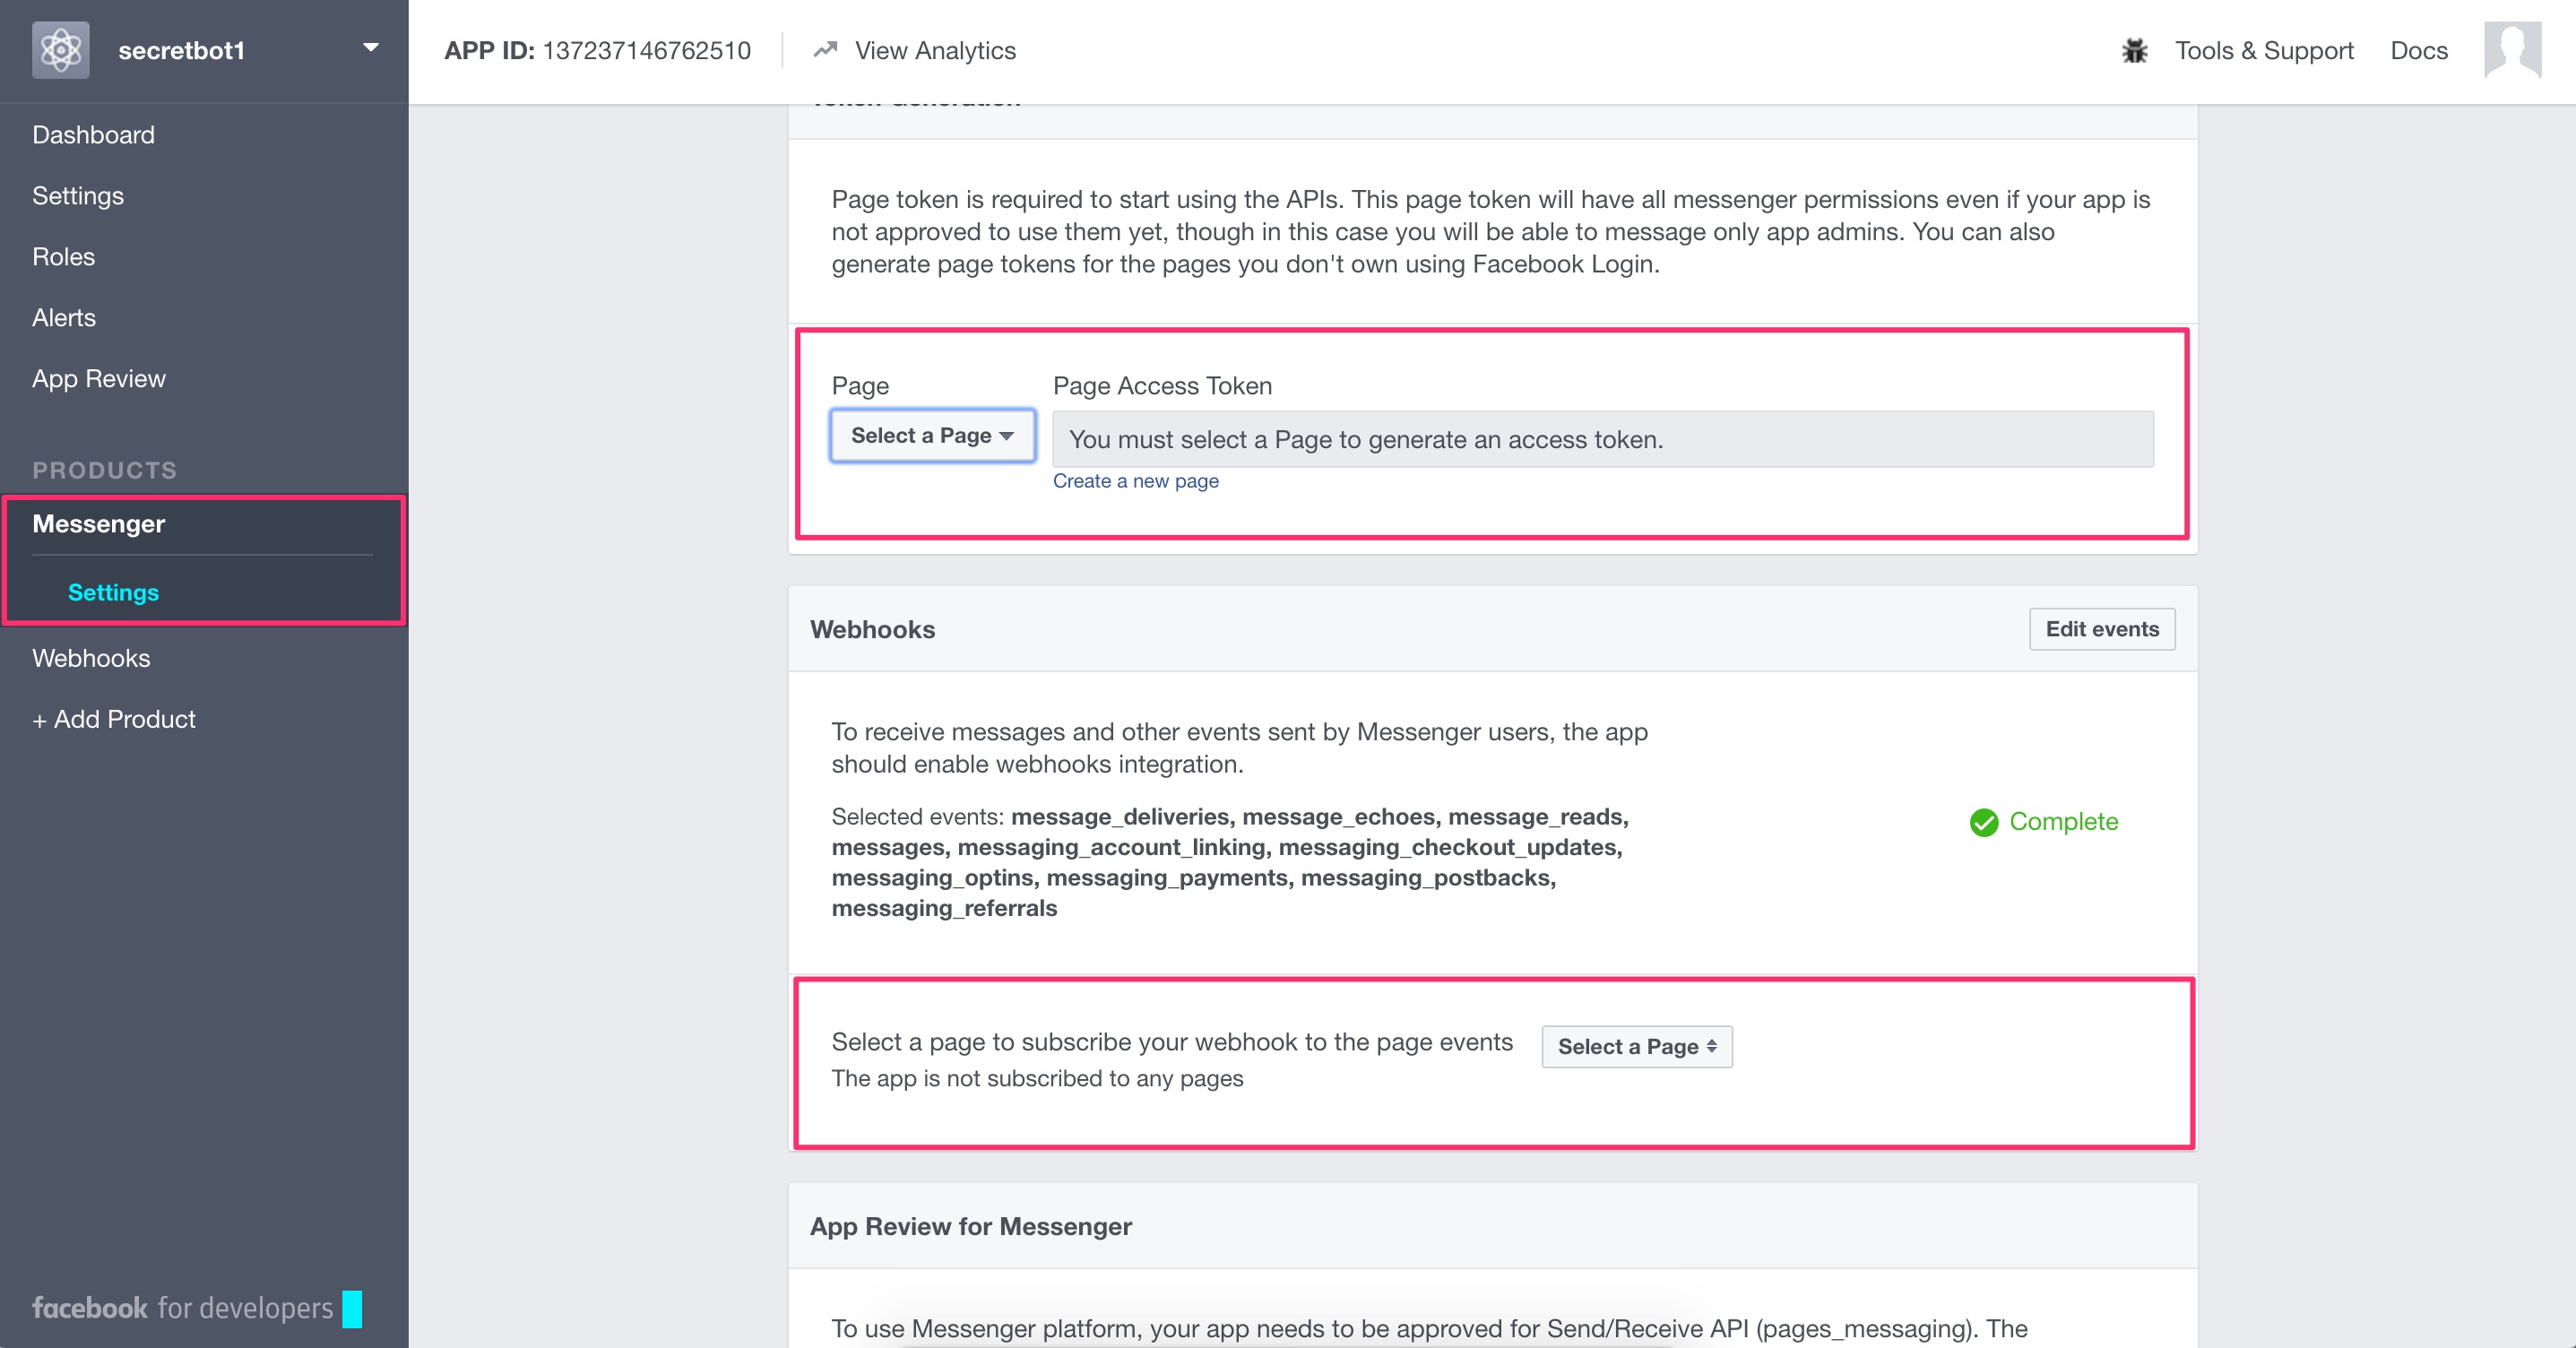 secretbot1
APP ID: 137237146762510
View Analytics
Tools & Support
Docs
Dashboard
Settings
Roles
Alerts
App Review
PRODUCTS
Messenger
Settings
Webhooks
+ Add Product
facebook for developers
Token Generation
Page token is required to start using the APIs. This page token will have all messenger permissions even if your app is
not approved to use them yet, though in this case you will be able to message only app admins. You can also
generate page tokens for the pages you don't own using Facebook Login.
Page
Page Access Token
Select a Page
You must select a Page to generate an access token.
Create a new page
Webhooks
Edit events
To receive messages and other events sent by Messenger users, the app
should enable webhooks integration.
Selected events: message_deliveries, message_echoes, message_reads,
messages, messaging_account_linking, messaging_checkout_updates,
messaging_optins, messaging_payments, messaging_postbacks,
messaging_referrals
Complete
Select a page to subscribe your webhook to the page events
Select a Page
The app is not subscribed to any pages
App Review for Messenger
To use Messenger platform, your app needs to be approved for Send/Receive API (pages_messaging). The